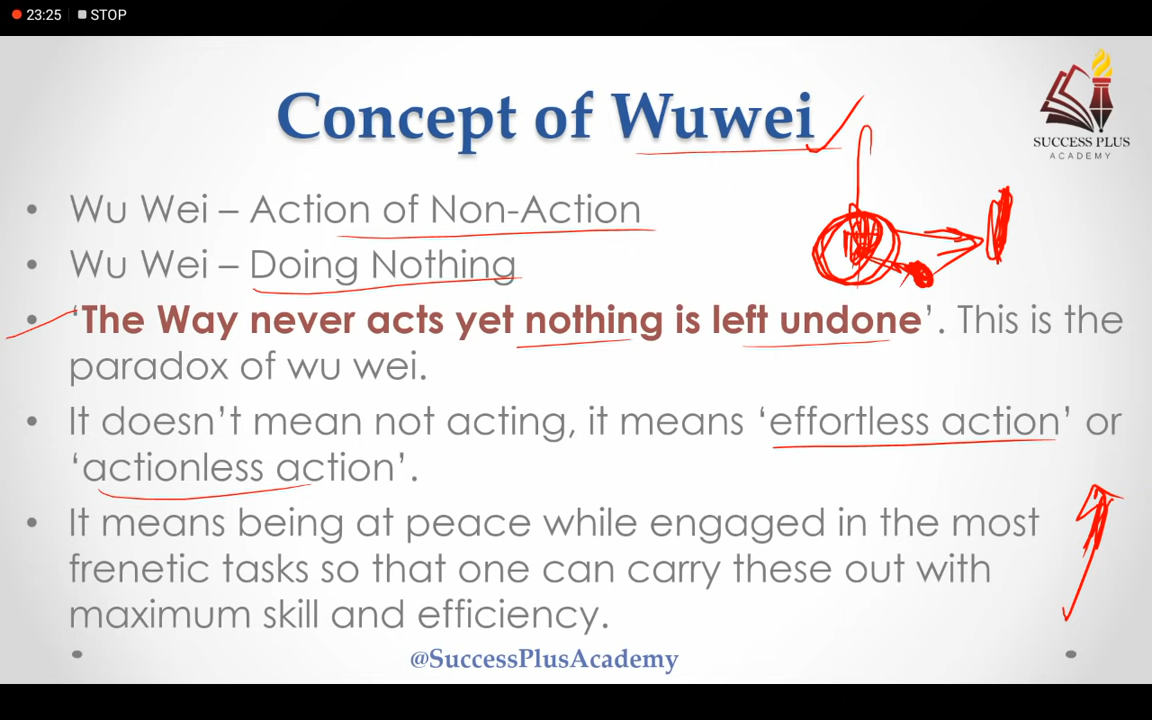 23:25 STOP
SUCCESS PLUS
ACADEMY
Concept of Wuwei
• Wu Wei – Action of Non-Action
• Wu Wei – Doing Nothing
• ‘The Way never acts yet nothing is left undone’. This is the
paradox of wu wei.
• It doesn’t mean not acting, it means ‘effortless action’ or
‘actionless action’.
• It means being at peace while engaged in the most
frenetic tasks so that one can carry these out with
maximum skill and efficiency.
@SuccessPlusAcademy